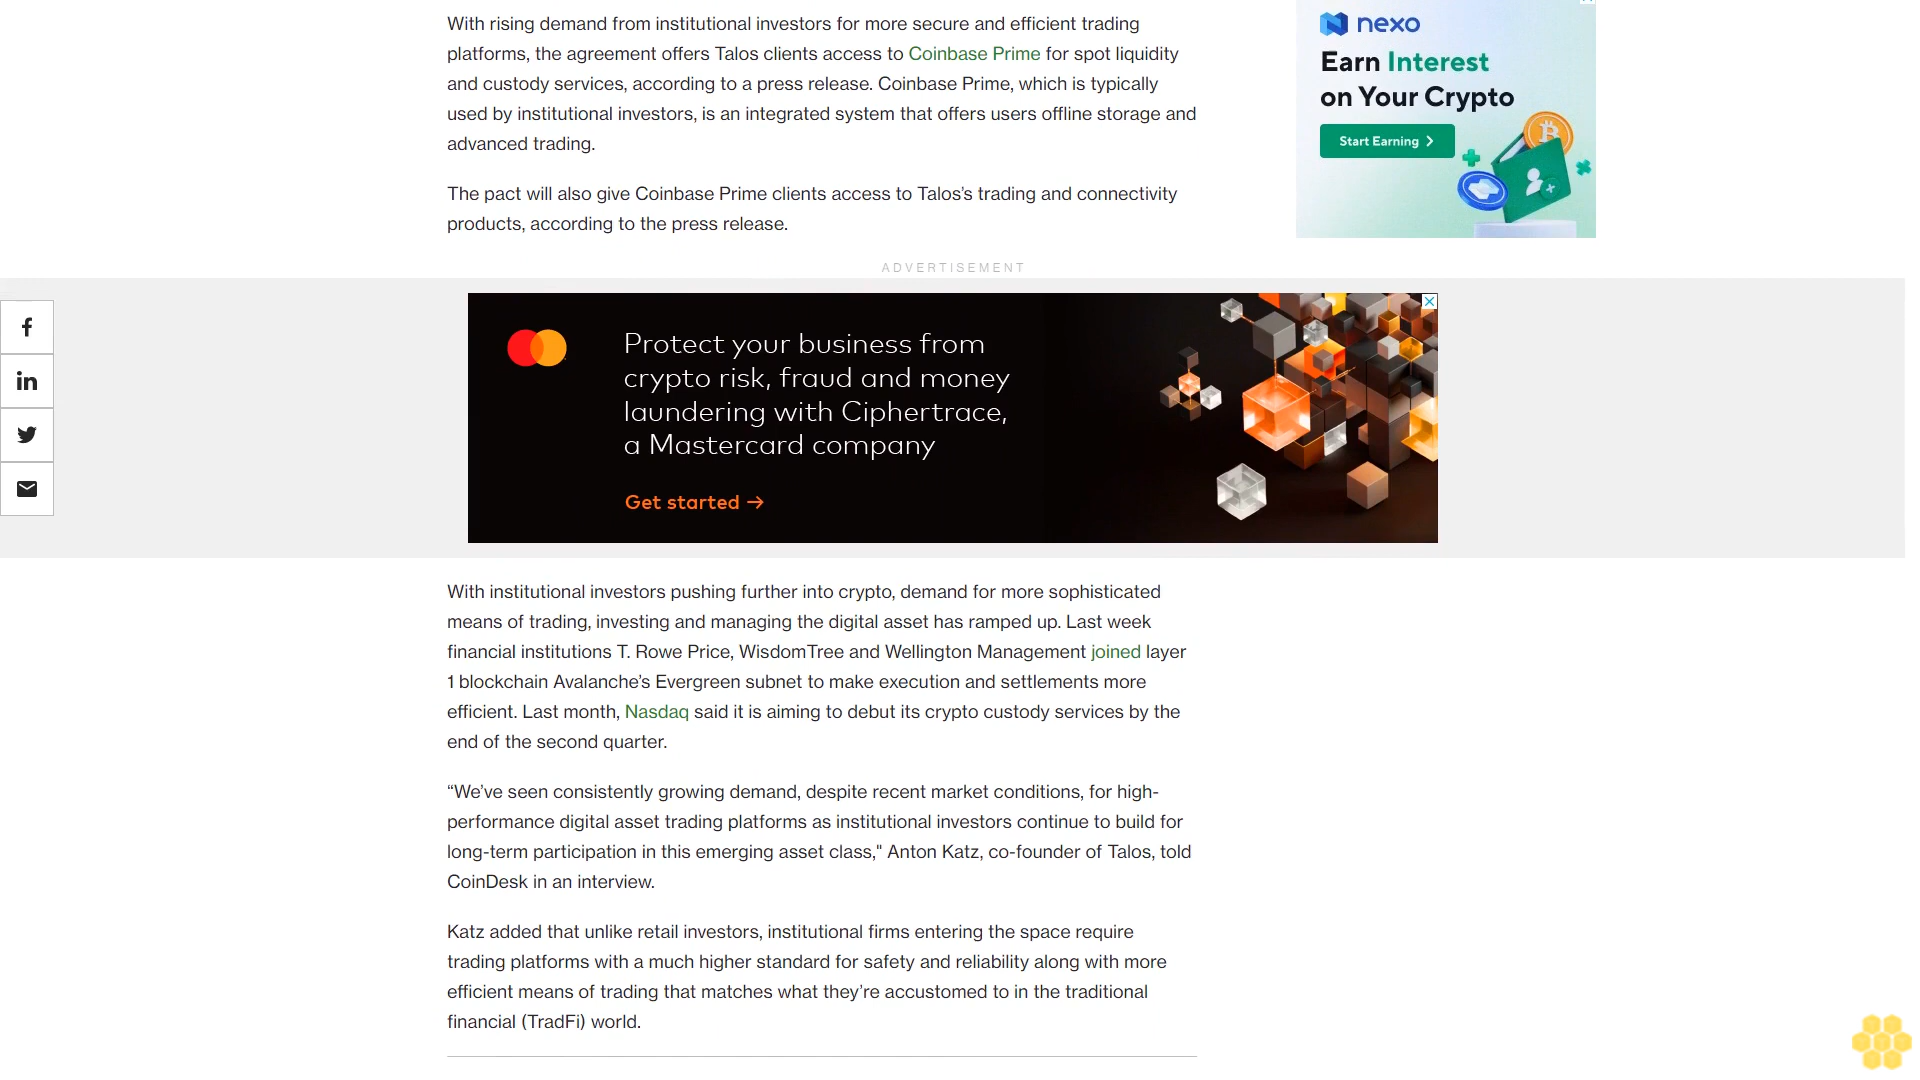 With rising demand from institutional investors for more secure and efficient trading
platforms, the agreement offers Talos clients access to Coinbase Prime for spot liquidity
and custody services, according to a press release. Coinbase Prime, which is typically
used by institutional investors, is an integrated system that offers users offline storage and
advanced trading.
The pact will also give Coinbase Prime clients access to Talos’s trading and connectivity
products, according to the press release.
nexo
Earn Interest
on Your Crypto
Start Earning
ADVERTISEMENT
Protect your business from
crypto risk, fraud and money
laundering with Ciphertrace,
a Mastercard company
Get started →
With institutional investors pushing further into crypto, demand for more sophisticated
means of trading, investing and managing the digital asset has ramped up. Last week
financial institutions T. Rowe Price, WisdomTree and Wellington Management joined layer
1 blockchain Avalanche’s Evergreen subnet to make execution and settlements more
efficient. Last month, Nasdaq said it is aiming to debut its crypto custody services by the
end of the second quarter.
“We’ve seen consistently growing demand, despite recent market conditions, for high-
performance digital asset trading platforms as institutional investors continue to build for
long-term participation in this emerging asset class," Anton Katz, co-founder of Talos, told
CoinDesk in an interview.
Katz added that unlike retail investors, institutional firms entering the space require
trading platforms with a much higher standard for safety and reliability along with more
efficient means of trading that matches what they’re accustomed to in the traditional
financial (TradFi) world.